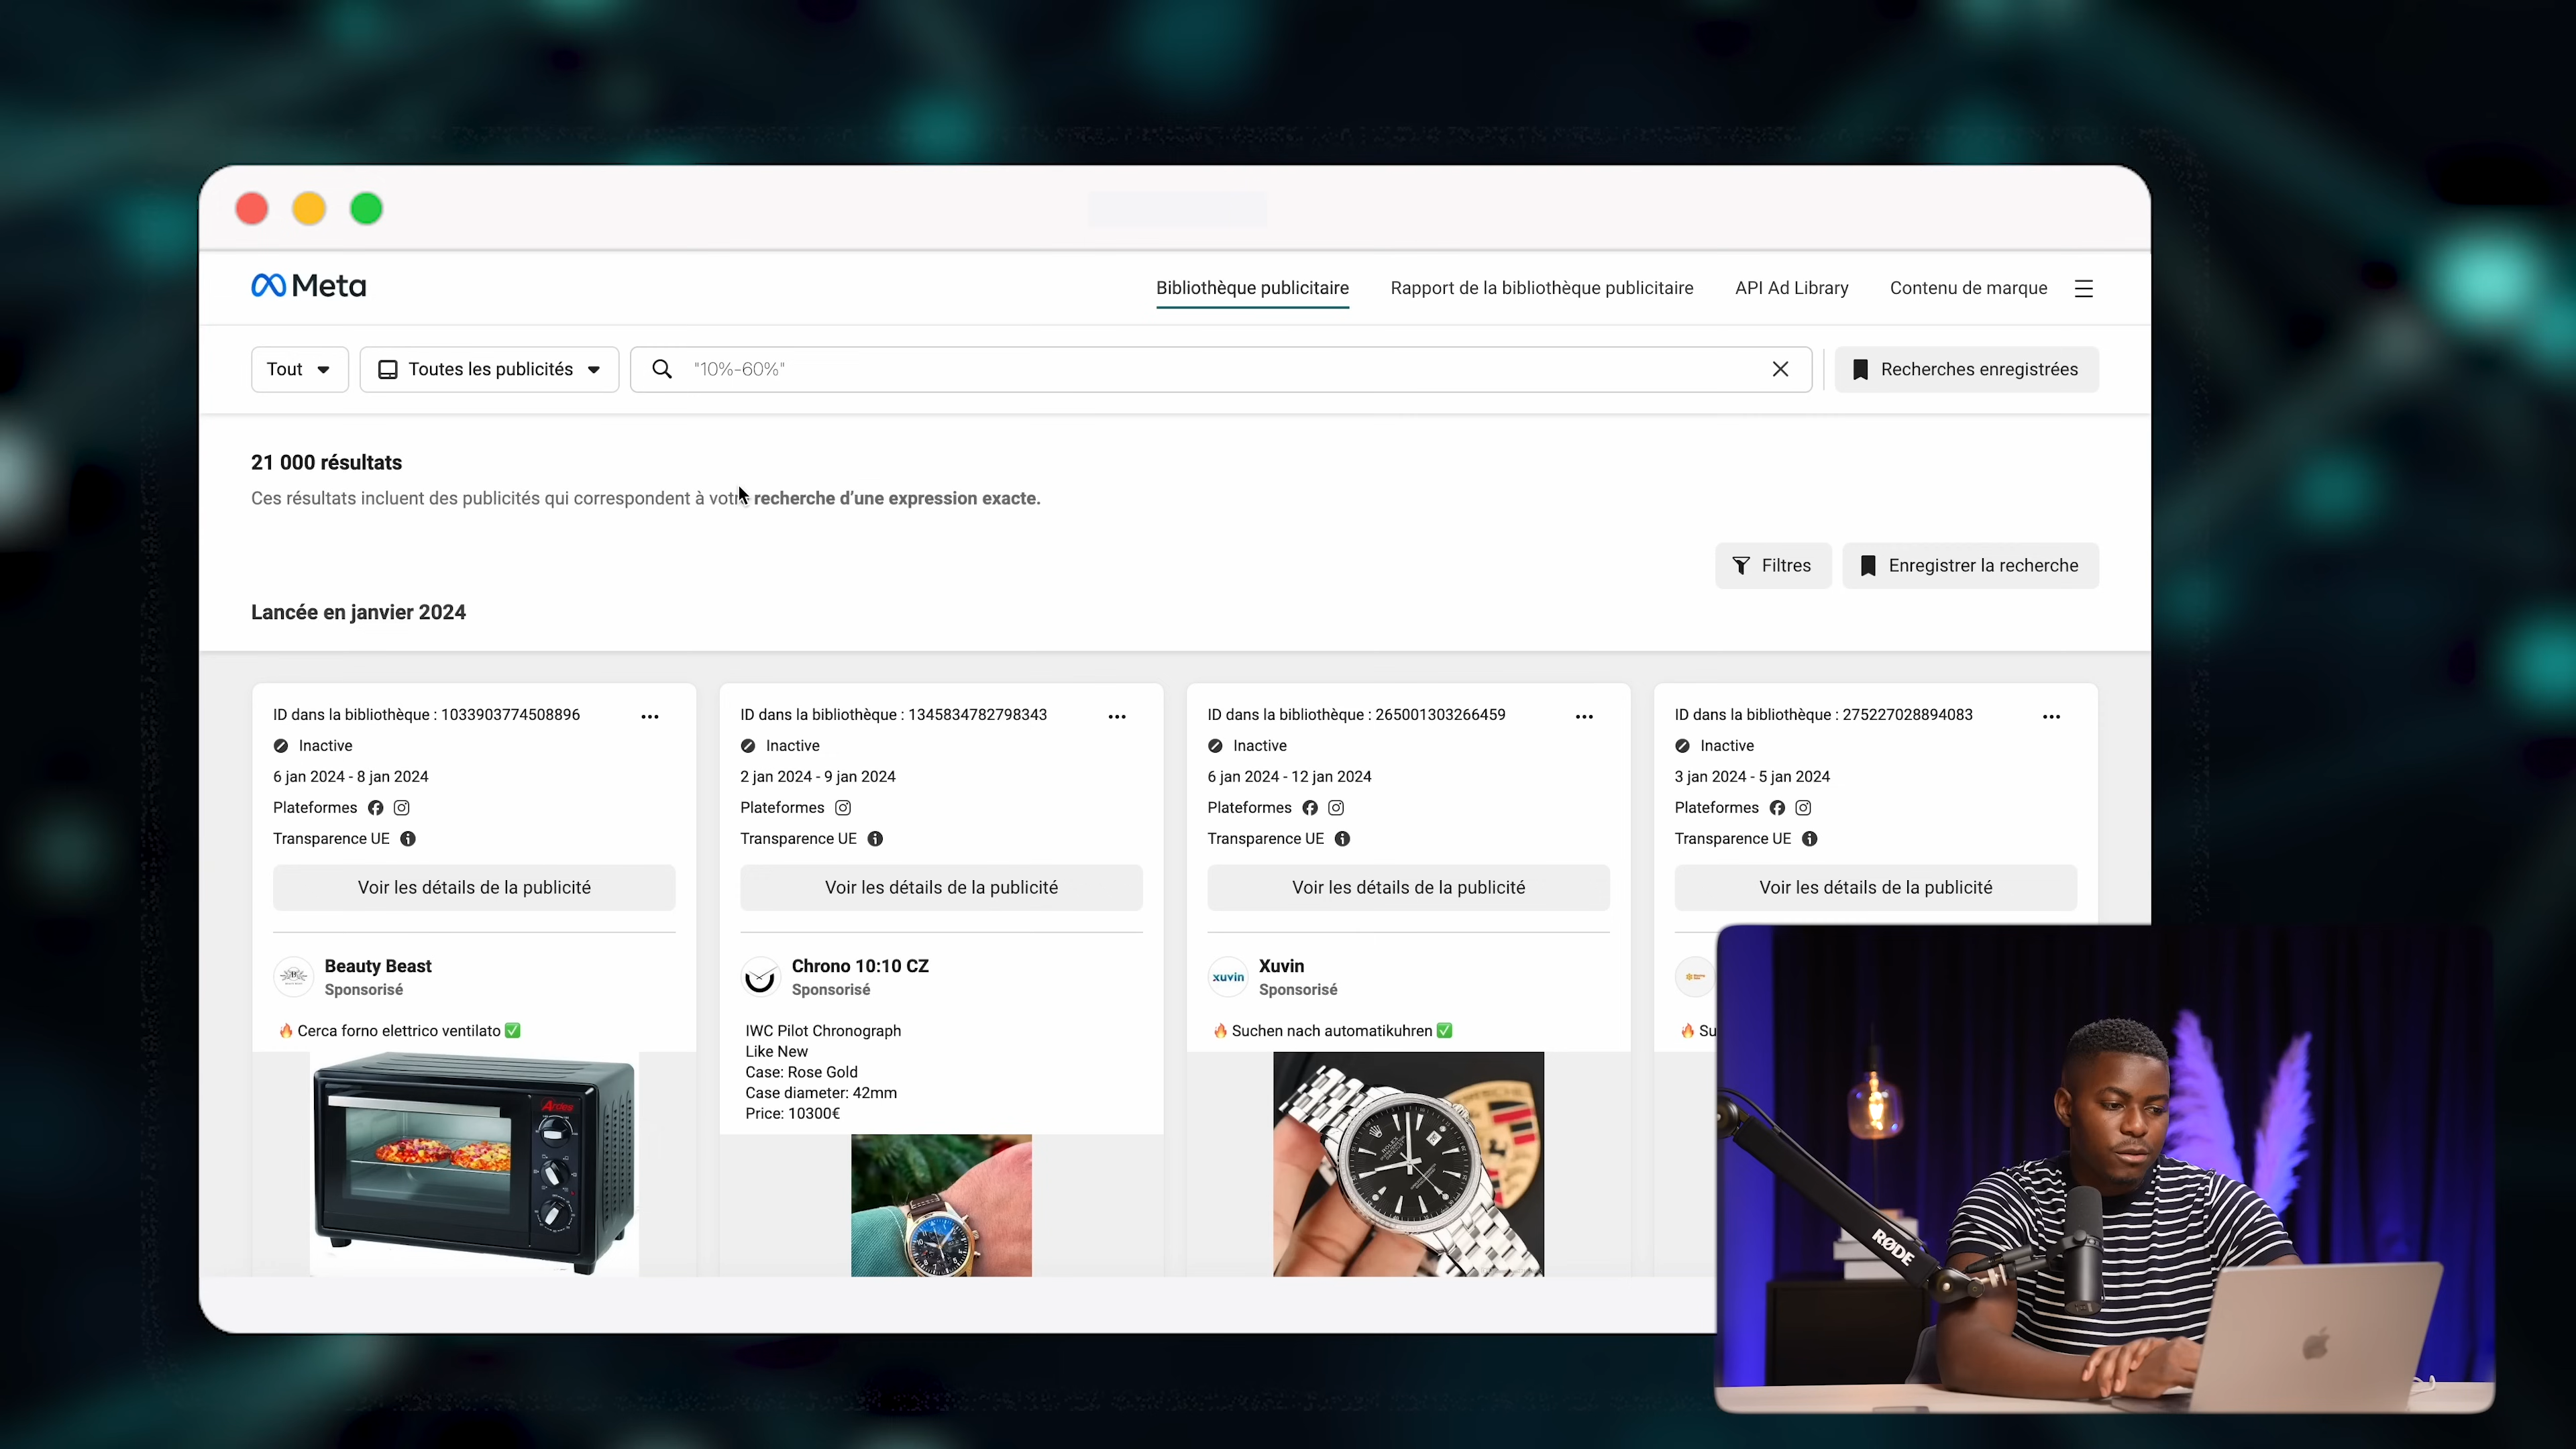 Meta
Bibliothèque publicitaire
Rapport de la bibliothèque publicitaire
API Ad Library
Contenu de marque
Tout
Toutes les publicités
"10%-60%"
Recherches enregistrées
21 000 résultats
Ces résultats incluent des publicités qui correspondent à votre recherche d’une expression exacte.
Filtres
Enregistrer la recherche
Lancée en janvier 2024
ID dans la bibliothèque : 1033903774508896
Inactive
6 jan 2024 - 8 jan 2024
Plateformes
Transparence UE
Voir les détails de la publicité
Beauty Beast
Sponsorisé
🔥 Cerca forno elettrico ventilato ✅
Ardes
ID dans la bibliothèque : 1345834782798343
Inactive
2 jan 2024 - 9 jan 2024
Plateformes
Transparence UE
Voir les détails de la publicité
Chrono 10:10 CZ
Sponsorisé
IWC Pilot Chronograph
Like New
Case: Rose Gold
Case diameter: 42mm
Price: 10300€
ID dans la bibliothèque : 265001303266459
Inactive
6 jan 2024 - 12 jan 2024
Plateformes
Transparence UE
Voir les détails de la publicité
xuvin
Xuvin
Sponsorisé
🔥 Suchen nach automatikuhren ✅
ID dans la bibliothèque : 275227028894083
Inactive
3 jan 2024 - 5 jan 2024
Plateformes
Transparence UE
Voir les détails de la publicité
🔥 Su
RØDE